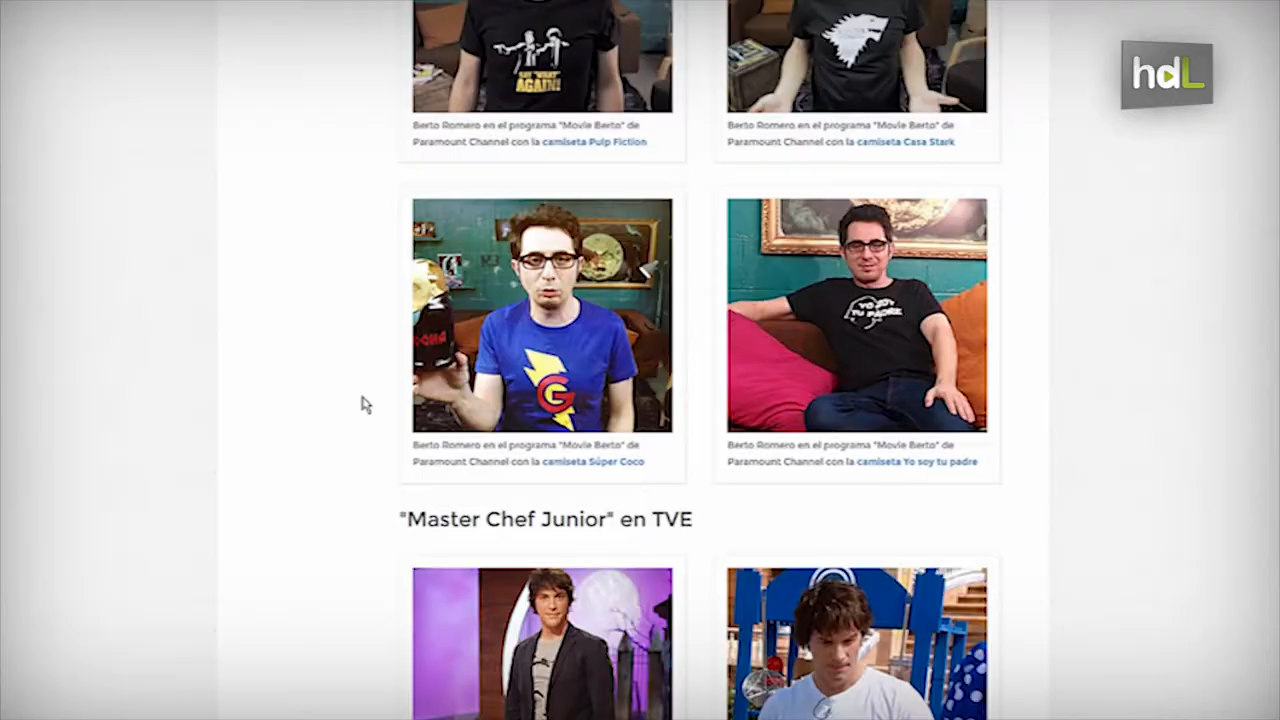 hdL
SAY "WHAT"
AGAIN!
Berto Romero en el programa "Movie Berto" de
Paramount Channel con la camiseta Pulp Fiction
Berto Romero en el programa "Movie Berto" de
Paramount Channel con la camiseta Casa Stark
G
YO SOY
TU PADRE
Berto Romero en el programa "Movie Berto" de
Paramount Channel con la camiseta Súper Coco
Berto Romero en el programa "Movie Berto" de
Paramount Channel con la camiseta Yo soy tu padre
"Master Chef Junior" en TVE